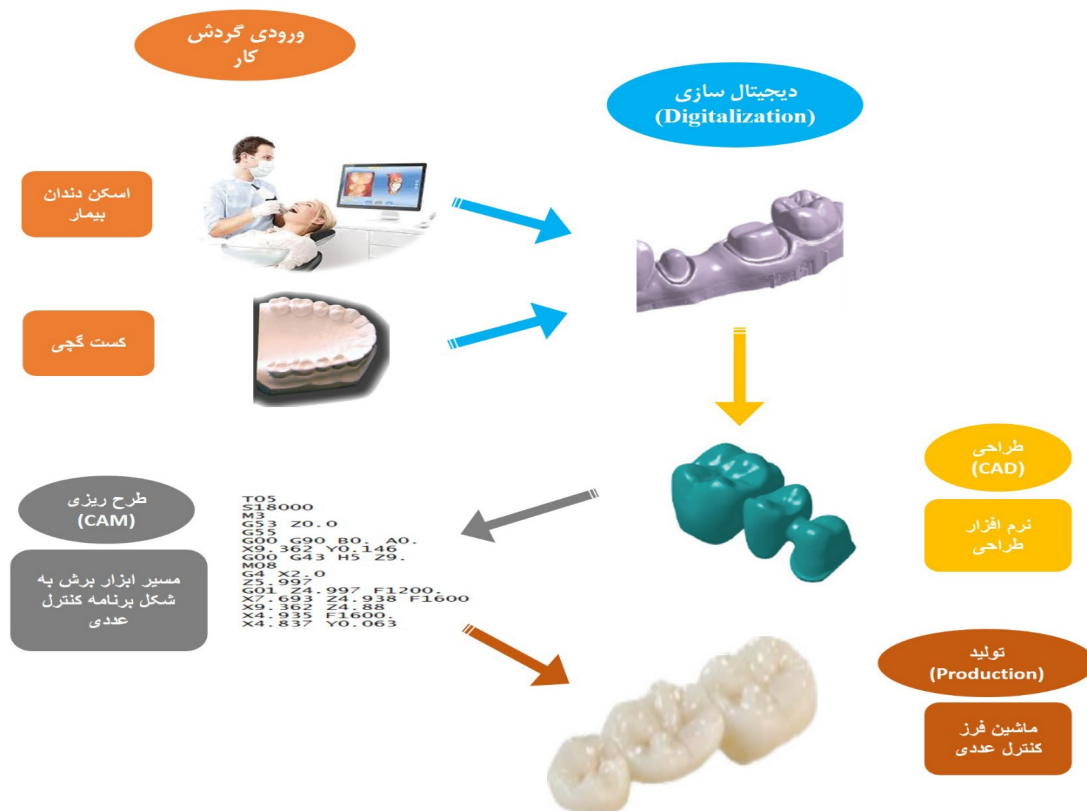 ورودی گردش
کار
دیجیتال سازی
(Digitalization)
اسکن دندان
بیمار
کست گچی
طراحی
(CAD)
نرم افزار
طراحی
طرح ریزی
(CAM)
مسیر ابزار برش به
شکل برنامه کنترل
عددی
T05
S18000
M3
G53 Z0.0
G55
G00 G90 B0. A0.
X9.362 Y0.146
G00 G43 H5 Z9.
M08
G4 X2.0
Z5.997
G01 Z4.997 F1200.
X7.693 Z4.938 F1600
X9.362 Z4.88
X4.935 F1600.
X4.837 Y0.063
تولید
(Production)
ماشین فرز
کنترل عددی